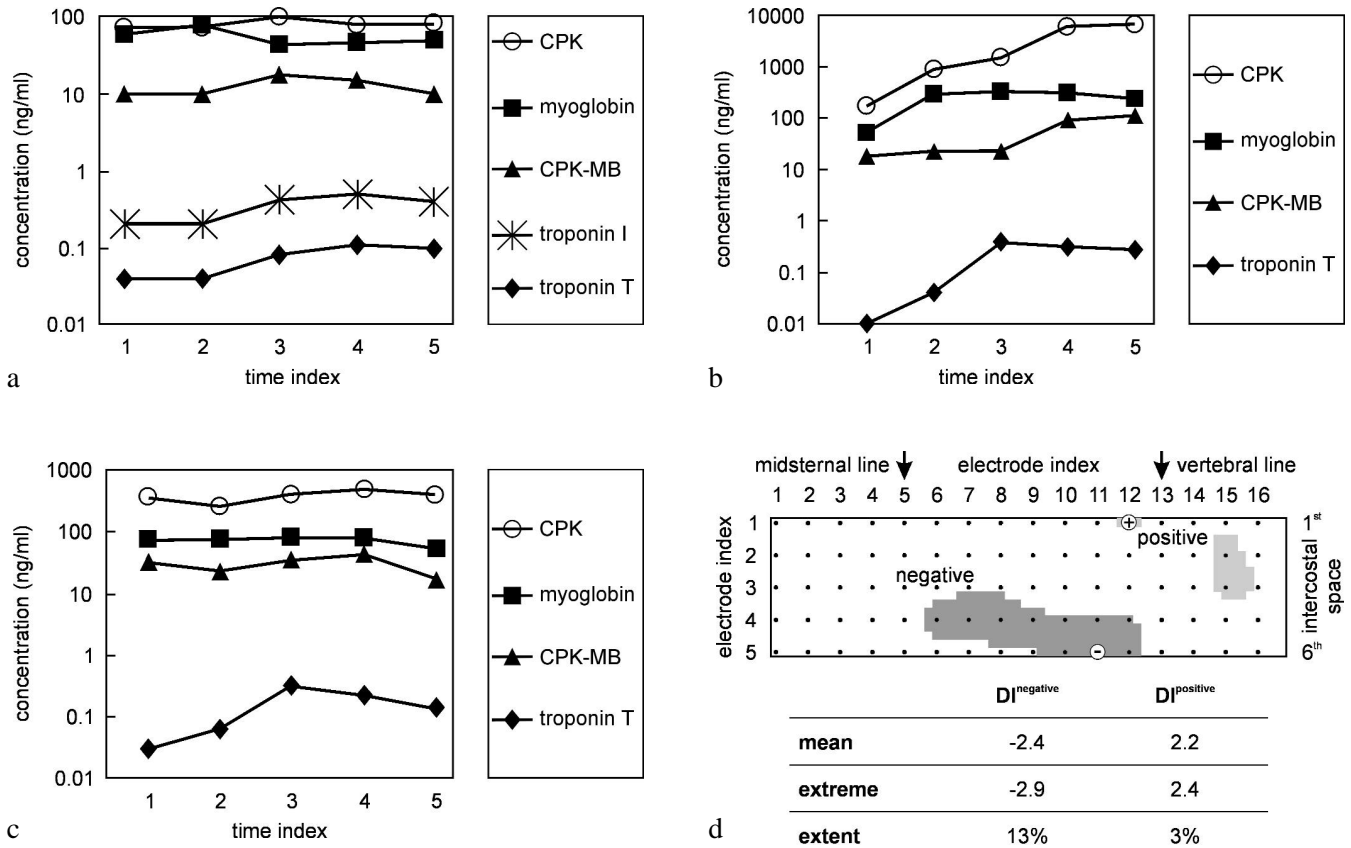 concentration (ng/ml)
100
10
1
0.1
0.01
1 2 3 4 5
time index
CPK
myoglobin
CPK-MB
troponin I
troponin T
a
concentration (ng/ml)
10000
1000
100
10
1
0.1
0.01
1 2 3 4 5
time index
CPK
myoglobin
CPK-MB
troponin T
b
concentration (ng/ml)
1000
100
10
1
0.1
0.01
1 2 3 4 5
time index
CPK
myoglobin
CPK-MB
troponin T
c
midsternal line electrode index vertebral line
1 2 3 4 5 6 7 8 9 10 11 12 13 14 15 16
electrode index
1
2
3
4
5
+
positive
negative
-
1st
intercostal
space
6th
DInegative DIpositive
mean -2.4 2.2
extreme -2.9 2.4
extent 13% 3%
d